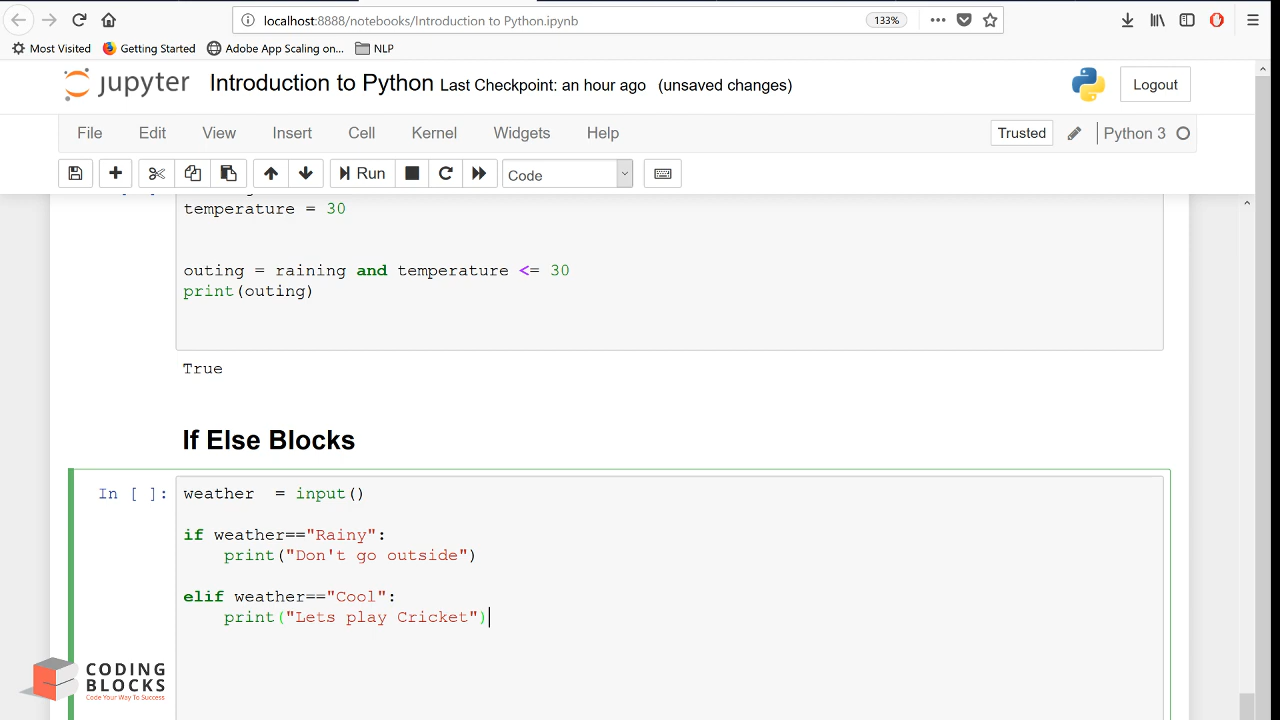 localhost:8888/notebooks/Introduction to Python.ipynb
133%
Most Visited
Getting Started
Adobe App Scaling on...
NLP
jupyter
Introduction to Python Last Checkpoint: an hour ago (unsaved changes)
Logout
File Edit View Insert Cell Kernel Widgets Help
Trusted
Python 3
Run
Code
temperature = 30
outing = raining and temperature <= 30
print(outing)
True
If Else Blocks
In [ ]:
weather  = input()
if weather=="Rainy":
    print("Don't go outside")
elif weather=="Cool":
    print("Lets play Cricket")
CODING
BLOCKS
Code Your Way To Success